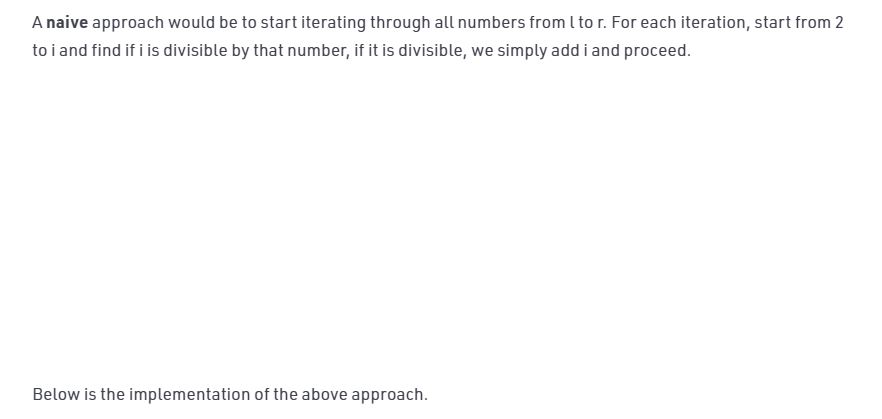 A naive approach would be to start iterating through all numbers from l to r. For each iteration, start from 2
to i and find if i is divisible by that number, if it is divisible, we simply add i and proceed.
Below is the implementation of the above approach.